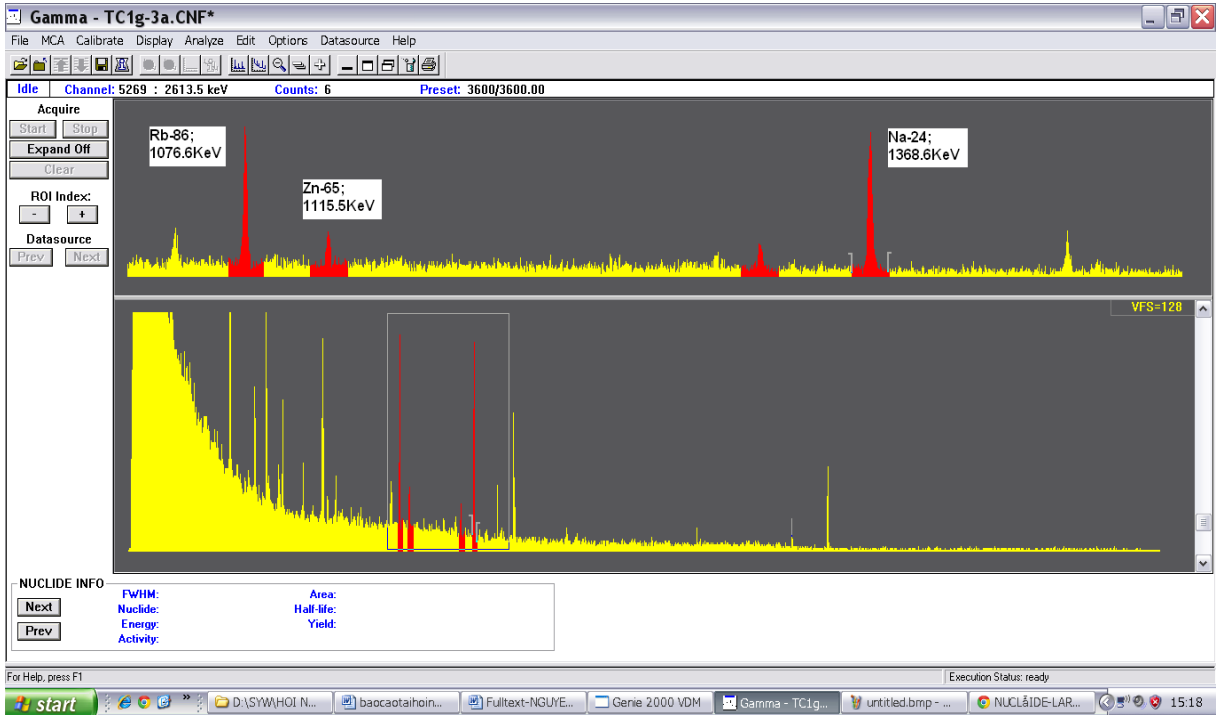 Gamma - TC1g-3a.CNF*
File MCA Calibrate Display Analyze Edit Options Datasource Help
Idle Channel: 5269 : 2613.5 keV Counts: 6 Preset: 3600/3600.00
Acquire
Start Stop
Expand Off
Clear
ROI Index:
- +
Datasource
Prev Next
Rb-86;
1076.6KeV
Zn-65;
1115.5KeV
Na-24;
1368.6KeV
VFS=128
NUCLIDE INFO
Next
Prev
FWHM: Area:
Nuclide: Half-life:
Energy: Yield:
Activity:
For Help, press F1 Execution Status: ready
start » D:\SYW\HOI N... baocaotaihoin... Fulltext-NGUYE... Genie 2000 VDM Gamma - TC1g... untitled.bmp - ... NUCLåIDE-LAR... 15:18